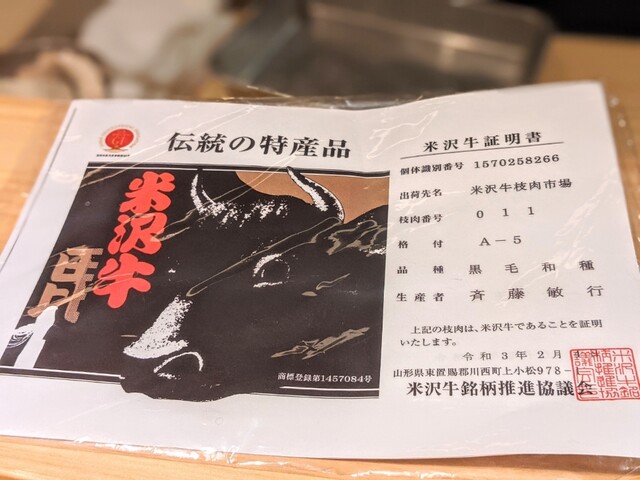 伝統の特産品
米沢牛
商標登録第1457084号
米沢牛証明書
個体識別番号 1570258266
出荷先名 米沢牛枝肉市場
枝肉番号 011
格付 A-5
品種 黒毛和種
生産者 斉藤敏行
上記の枝肉は、米沢牛であることを証明
いたします。
令和3年2月
山形県東置賜郡川西町上小松978-
米沢牛銘柄推進協議会